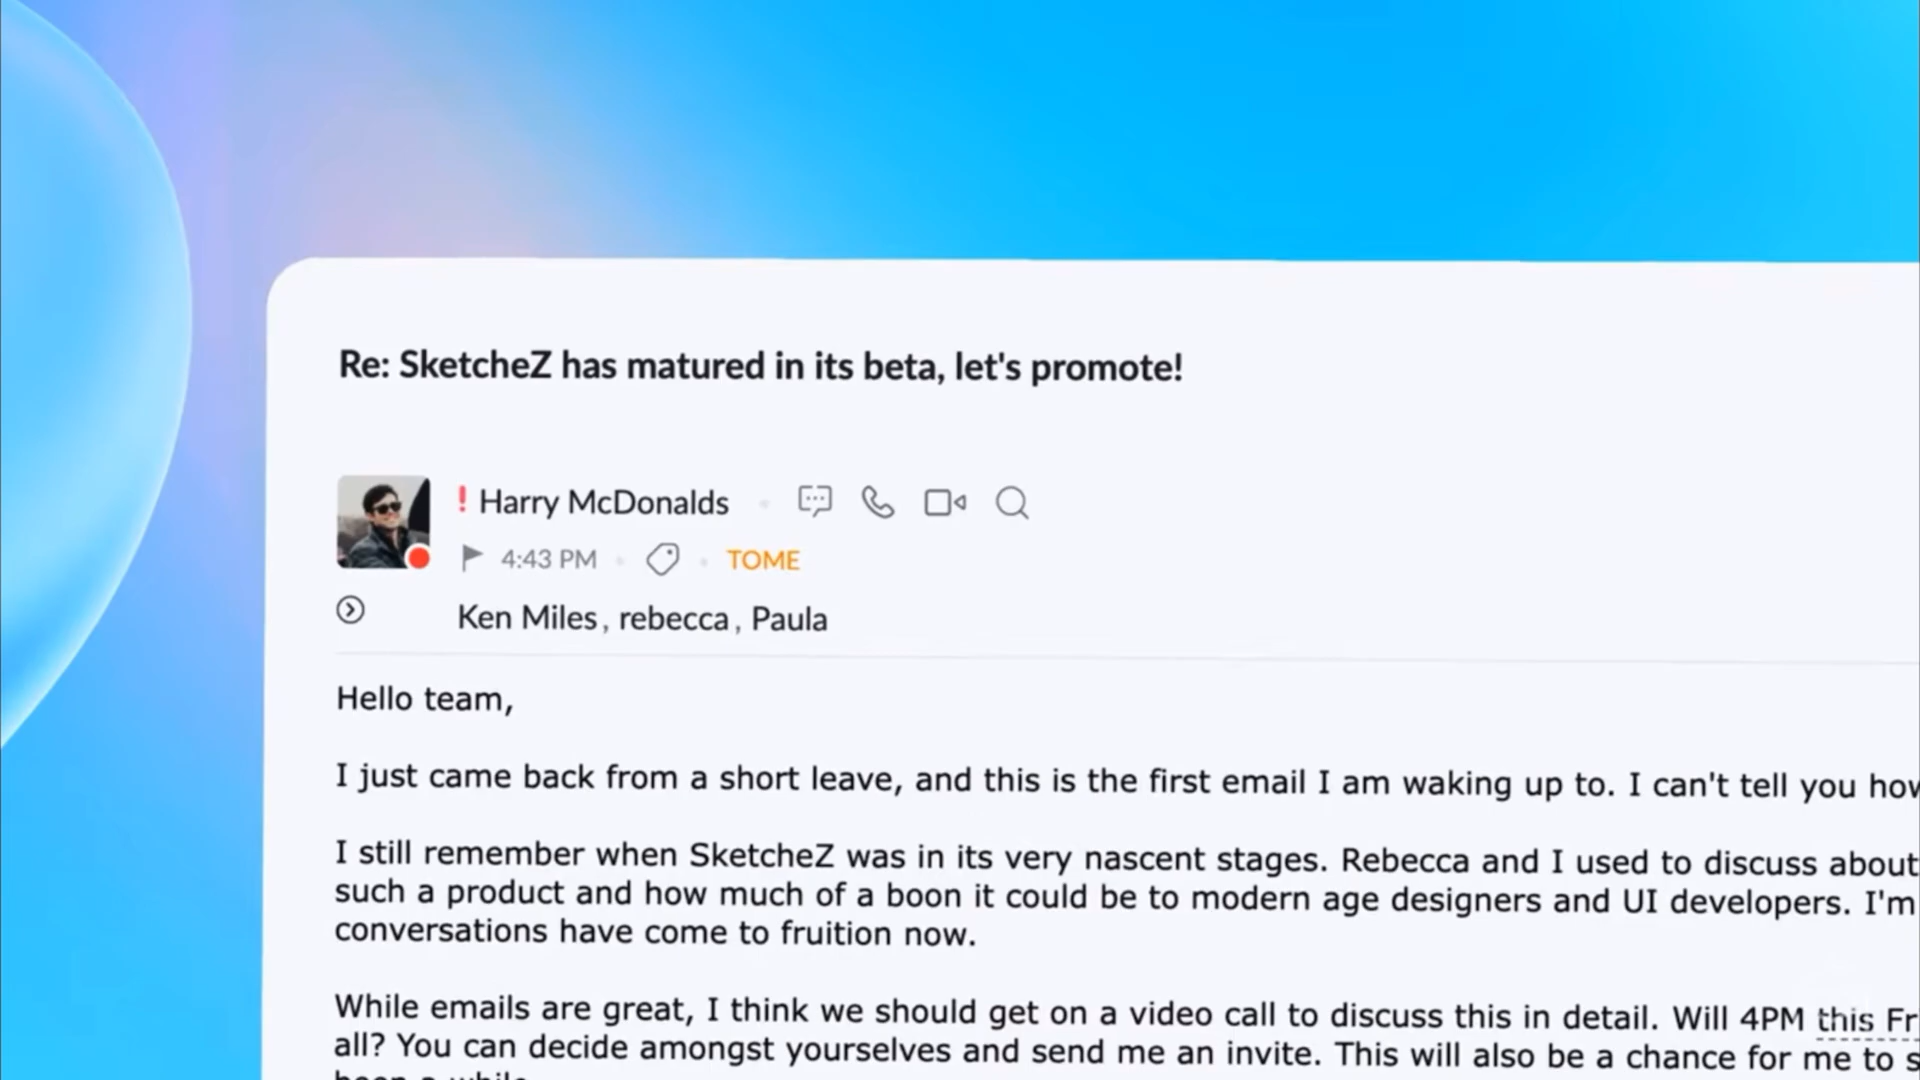 Re: SketcheZ has matured in its beta, let's promote!
! Harry McDonalds
4:43 PM TOME
Ken Miles, rebecca, Paula
Hello team,
I just came back from a short leave, and this is the first email I am waking up to. I can't tell you how
I still remember when SketcheZ was in its very nascent stages. Rebecca and I used to discuss about
such a product and how much of a boon it could be to modern age designers and UI developers. I'm
conversations have come to fruition now.
While emails are great, I think we should get on a video call to discuss this in detail. Will 4PM this Fr
all? You can decide amongst yourselves and send me an invite. This will also be a chance for me to s
been a while